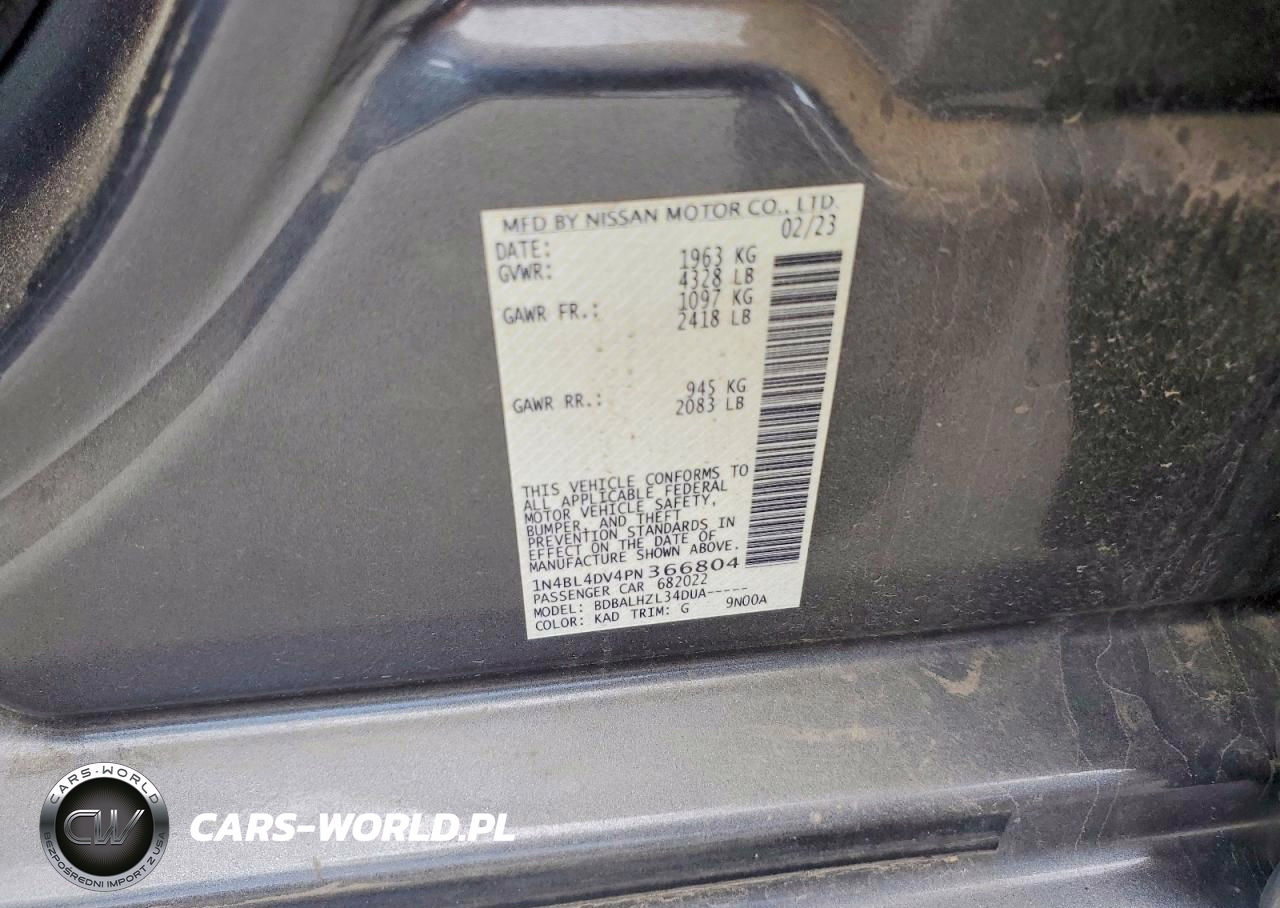 MFD BY NISSAN MOTOR CO., LTD.
DATE: 02/23
GVWR: 1963 KG
4328 LB
GAWR FR.: 1097 KG
2418 LB
GAWR RR.: 945 KG
2083 LB
THIS VEHICLE CONFORMS TO
ALL APPLICABLE FEDERAL
MOTOR VEHICLE SAFETY,
BUMPER, AND THEFT
PREVENTION STANDARDS IN
EFFECT ON THE DATE OF
MANUFACTURE SHOWN ABOVE.
1N4BL4DV4PN366804
PASSENGER CAR 682022
MODEL: BDBALHZL34DUA-----
COLOR: KAD TRIM: G 9N00A
CARS-WORLD
CW
BEZPOŚREDNI IMPORT Z USA
CARS-WORLD.PL